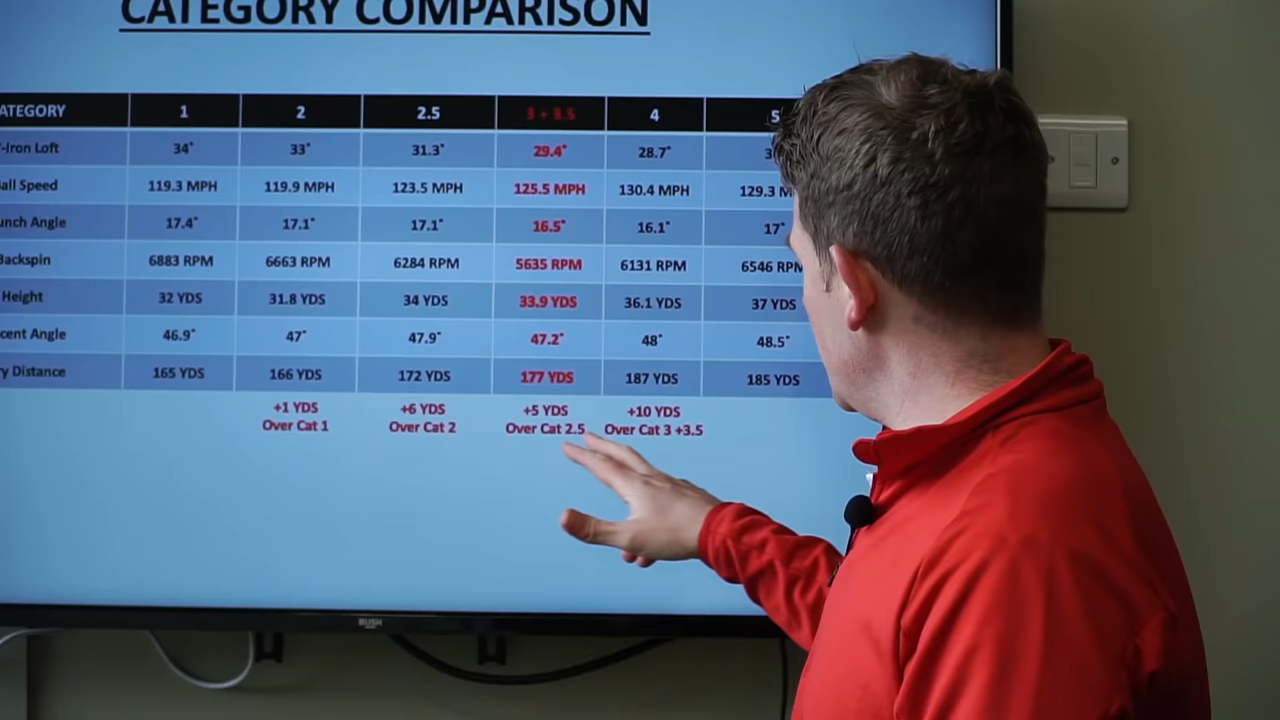 CATEGORY COMPARISON
ATEGORY 1 2 2.5 3 + 3.5 4 5
-Iron Loft 34° 33° 31.3° 29.4° 28.7° 3
all Speed 119.3 MPH 119.9 MPH 123.5 MPH 125.5 MPH 130.4 MPH 129.3 M
unch Angle 17.4° 17.1° 17.1° 16.5° 16.1° 17°
Backspin 6883 RPM 6663 RPM 6284 RPM 5635 RPM 6131 RPM 6546 RPM
Height 32 YDS 31.8 YDS 34 YDS 33.9 YDS 36.1 YDS 37 YDS
cent Angle 46.9° 47° 47.9° 47.2° 48° 48.5°
ry Distance 165 YDS 166 YDS 172 YDS 177 YDS 187 YDS 185 YDS
+1 YDS +6 YDS +5 YDS +10 YDS
Over Cat 1 Over Cat 2 Over Cat 2.5 Over Cat 3 +3.5
BUSH